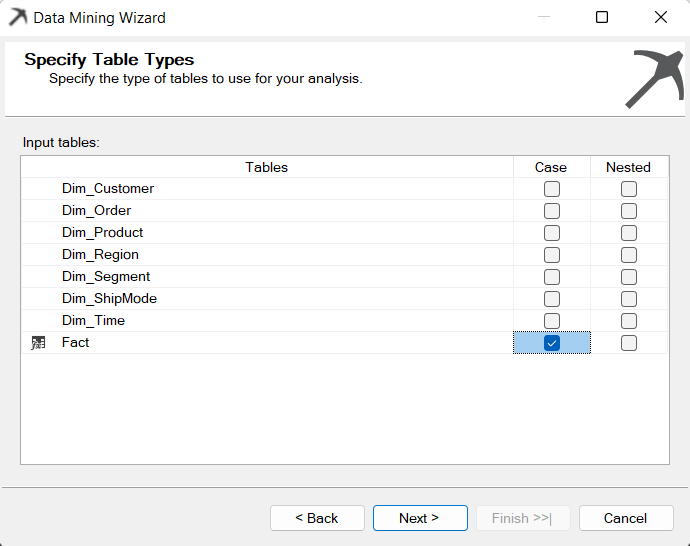 Data Mining Wizard
Specify Table Types
Specify the type of tables to use for your analysis.
Input tables:
Tables Case Nested
Dim_Customer
Dim_Order
Dim_Product
Dim_Region
Dim_Segment
Dim_ShipMode
Dim_Time
Fact
< Back Next > Finish >>| Cancel